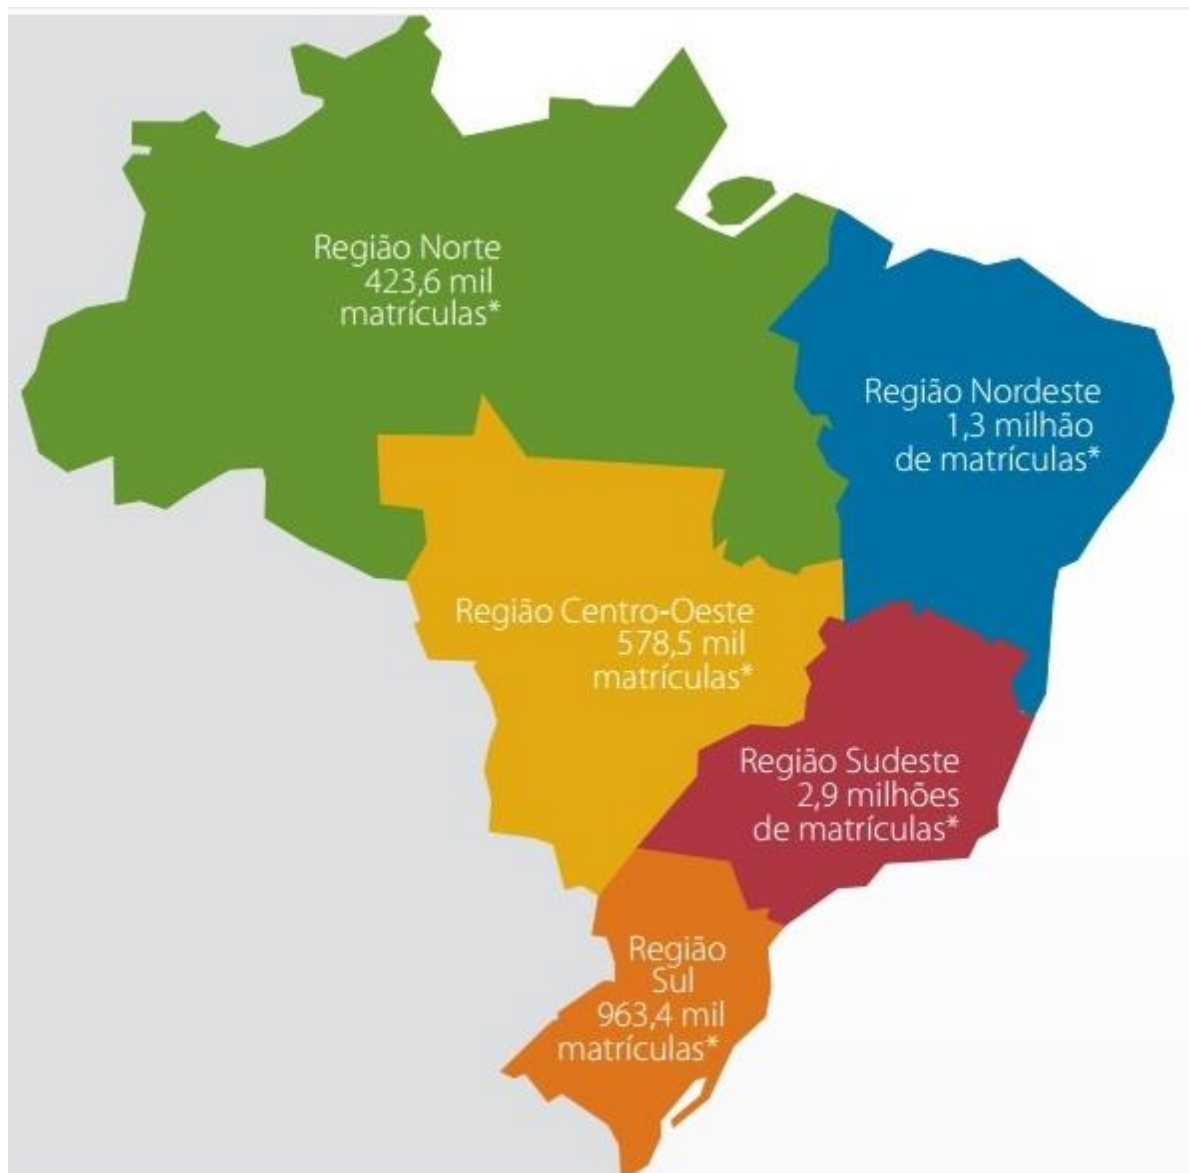 Região Norte
423,6 mil
matrículas*
Região Nordeste
1,3 milhão
de matrículas*
Região Centro-Oeste
578,5 mil
matrículas*
Região Sudeste
2,9 milhões
de matrículas*
Região
Sul
963,4 mil
matrículas*